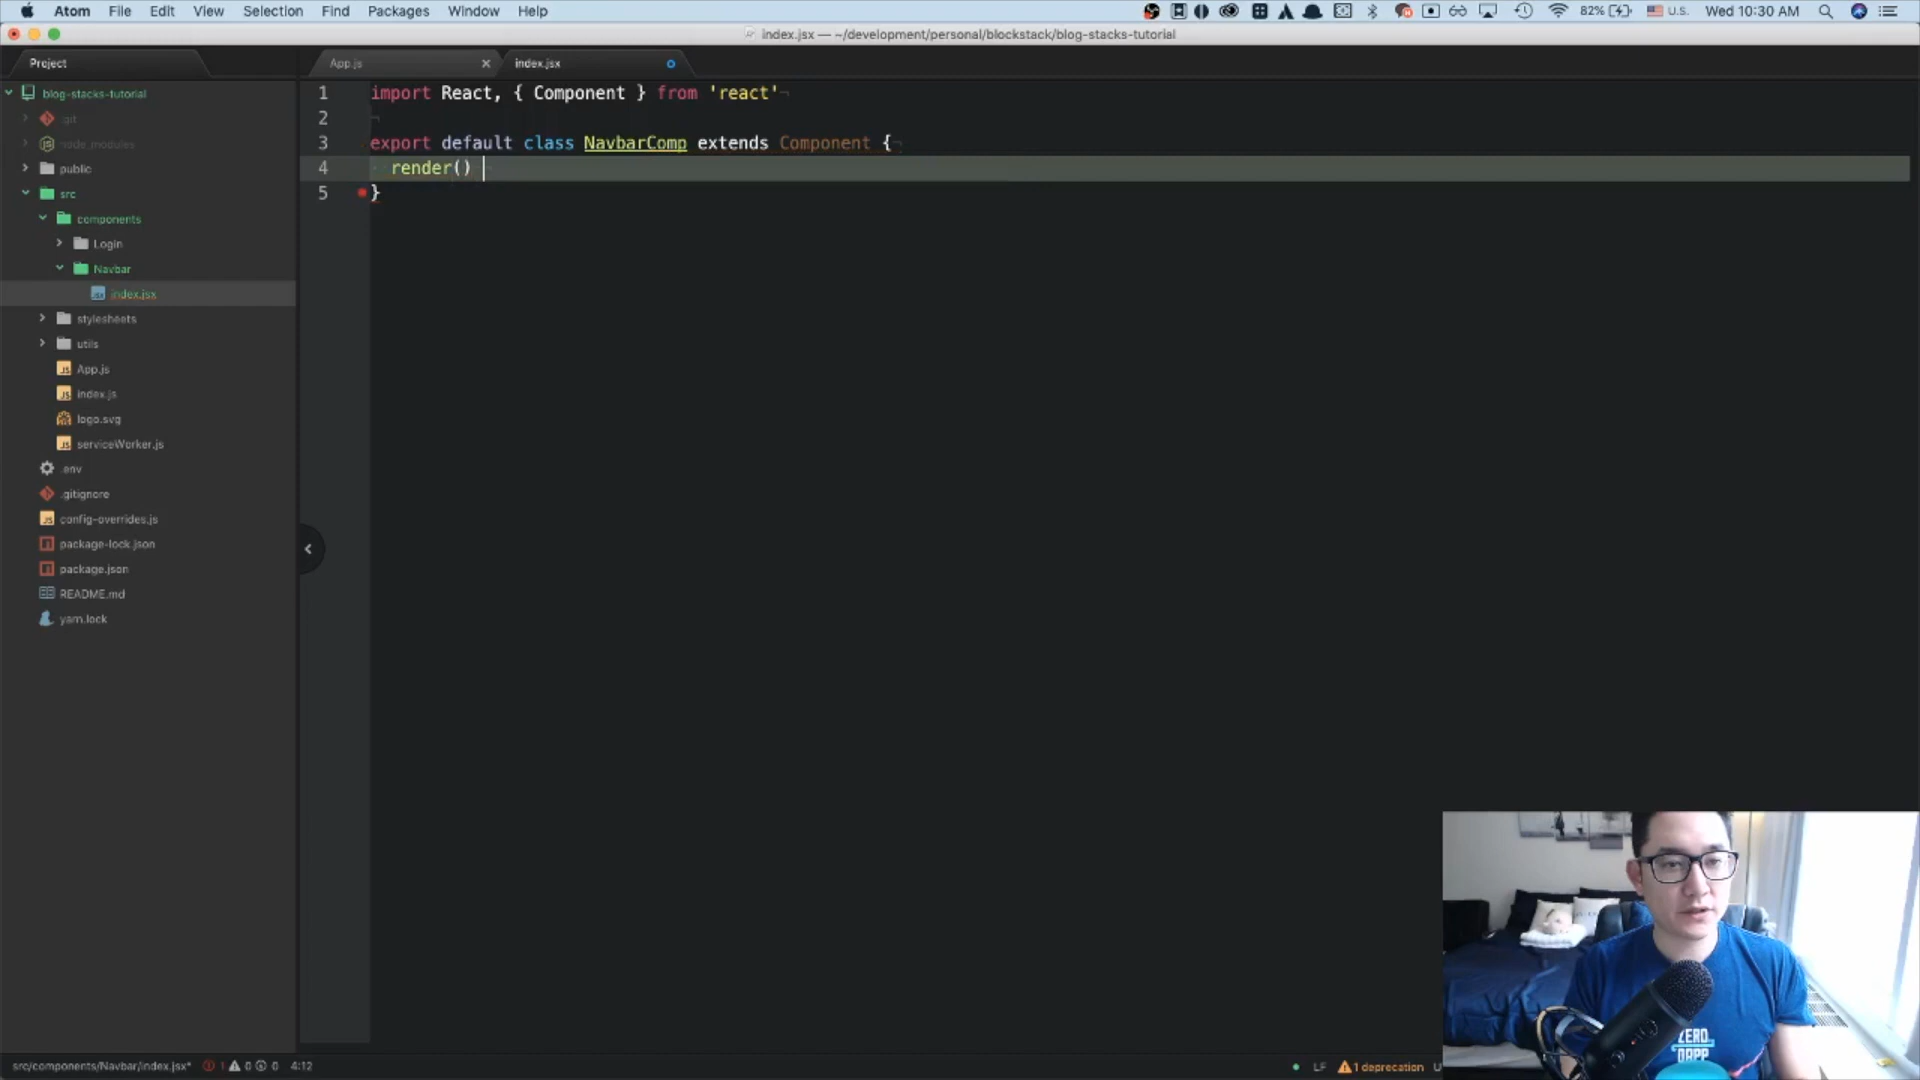 Atom File Edit View Selection Find Packages Window Help 82% U.S. Wed 10:30 AM
index.jsx — ~/development/personal/blockstack/blog-stacks-tutorial
Project App.js index.jsx
blog-stacks-tutorial
.git
node_modules
public
src
components
Login
Navbar
index.jsx
stylesheets
utils
App.js
index.js
logo.svg
serviceWorker.js
.env
.gitignore
config-overrides.js
package-lock.json
package.json
README.md
yarn.lock
1 import React, { Component } from 'react'
2
3 export default class NavbarComp extends Component {
4 render()
5 }
ZERO
DAPP
src/components/Navbar/index.jsx* 1 0 0 4:12 LF 1 deprecation U